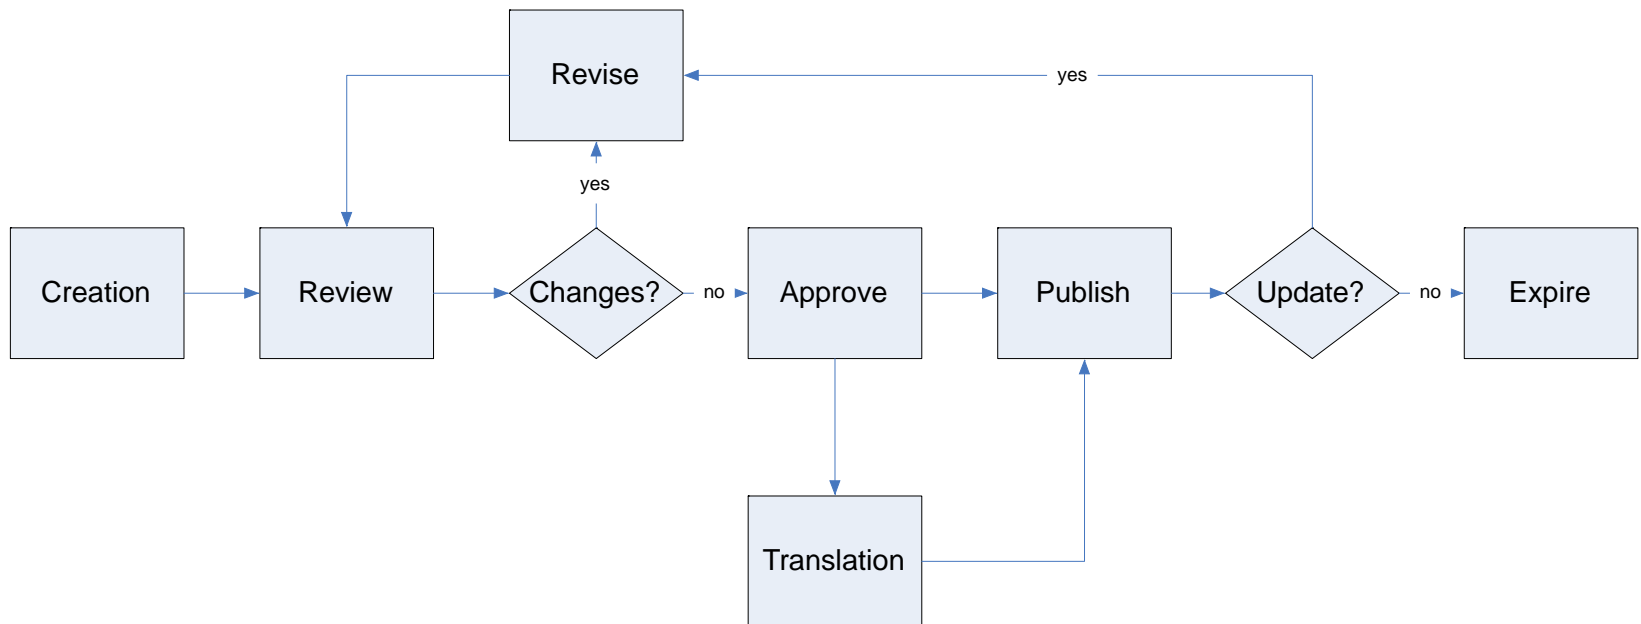 Revise
yes
yes
Creation
Review
Changes?
no
Approve
Publish
Update?
no
Expire
Translation